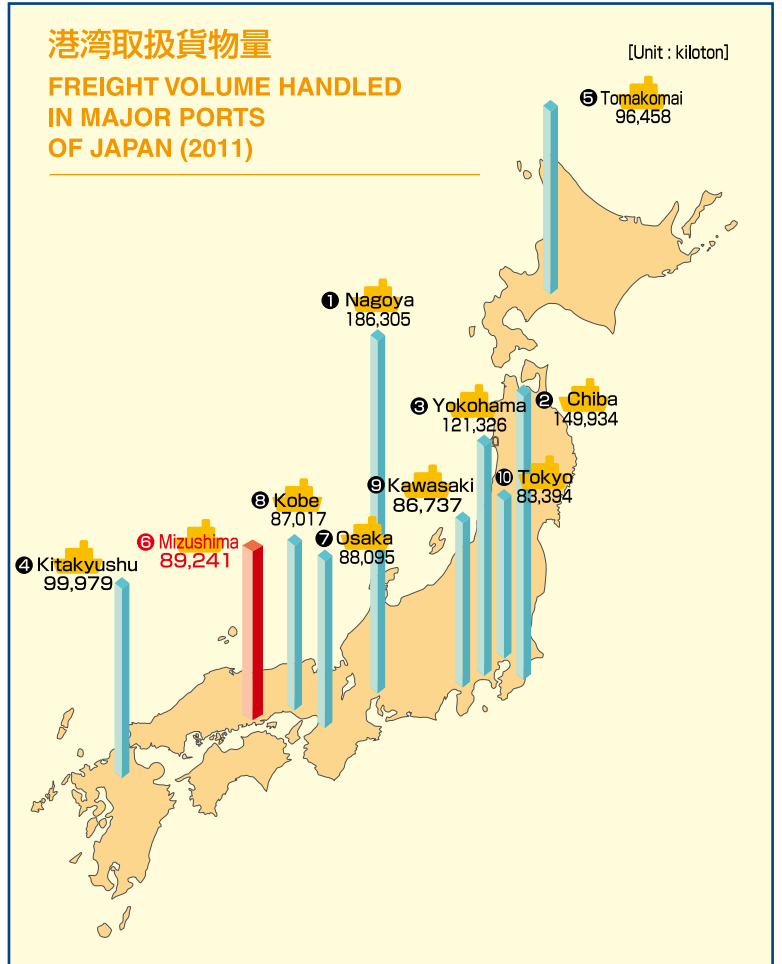 港湾取扱貨物量
FREIGHT VOLUME HANDLED
IN MAJOR PORTS
OF JAPAN (2011)
[Unit : kiloton]
❺ Tomakomai
96,458
❶ Nagoya
186,305
❸ Yokohama
121,326
❷ Chiba
149,934
❾ Kawasaki
86,737
❿ Tokyo
83,394
❽ Kobe
87,017
❼ Osaka
88,095
❻ Mizushima
89,241
❹ Kitakyushu
99,979